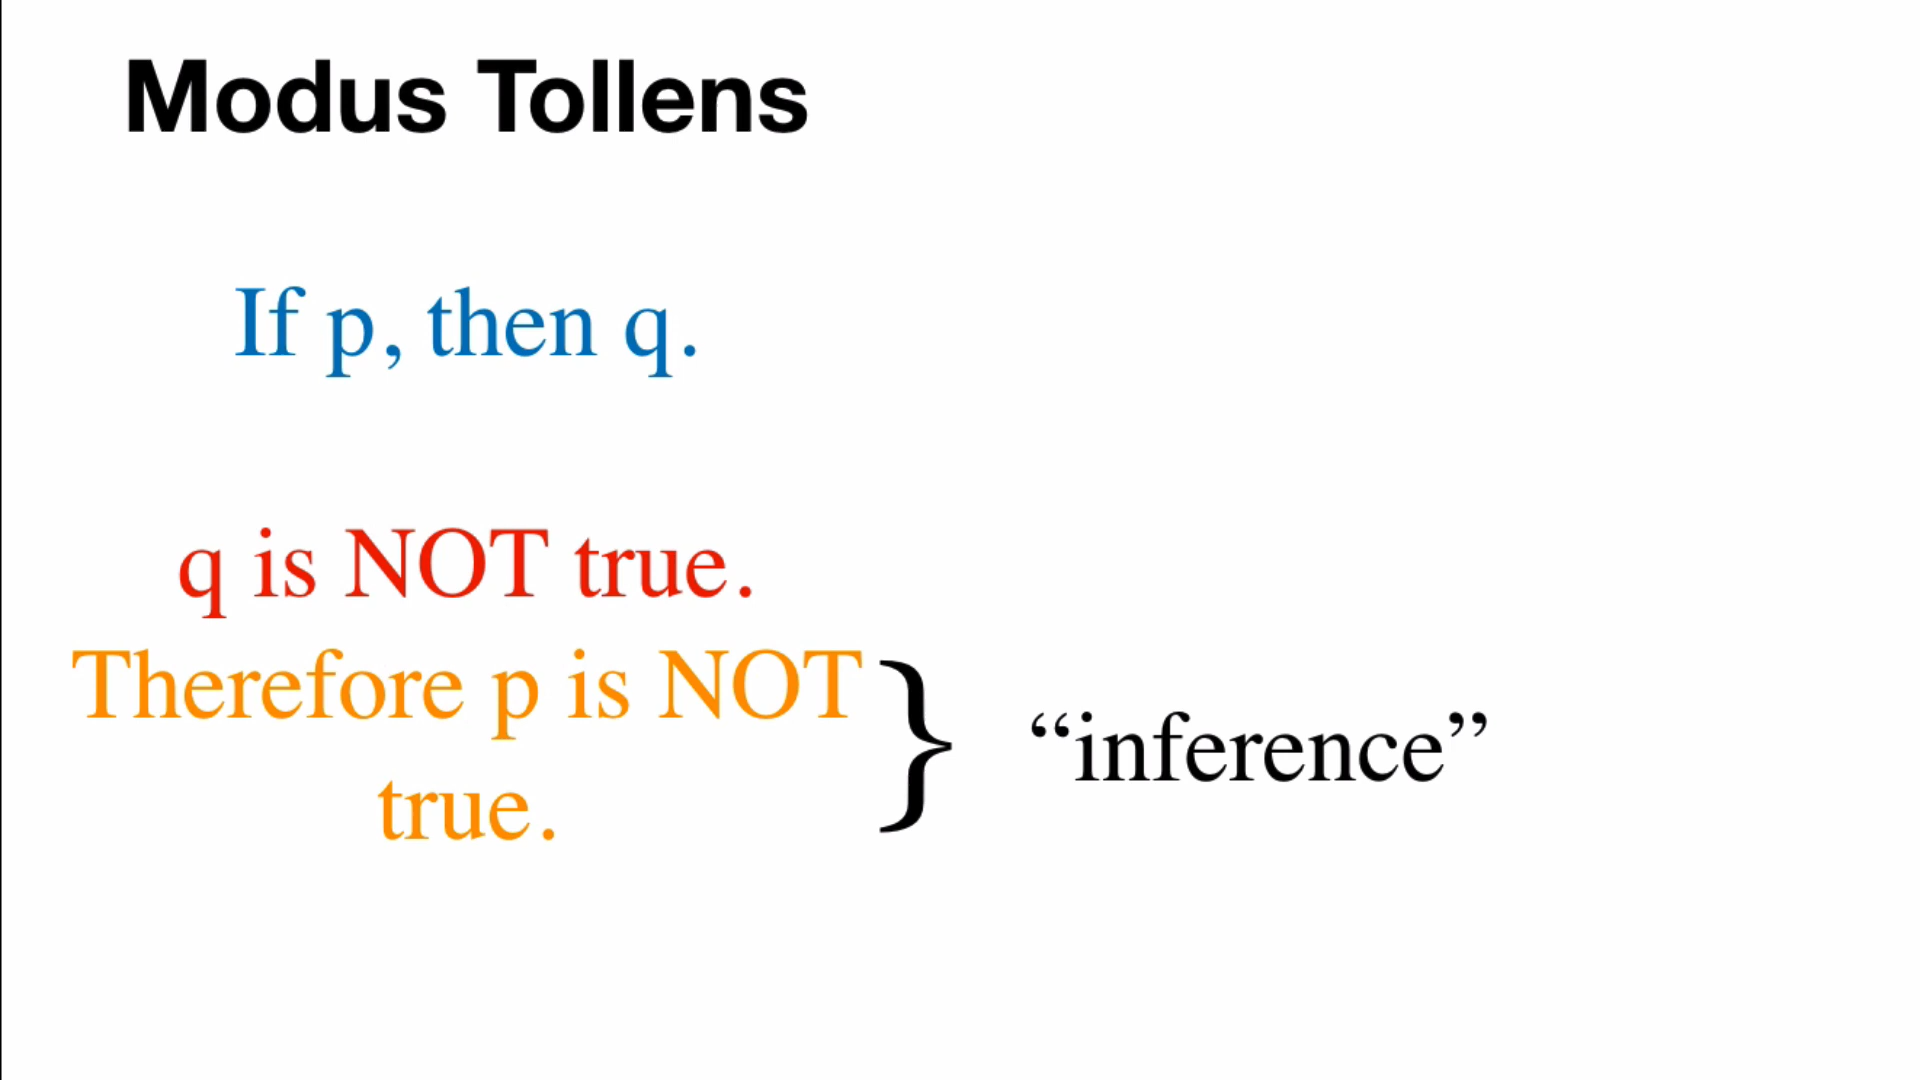 Modus Tollens
If p, then q.
q is NOT true.
Therefore p is NOT
true.
“inference”